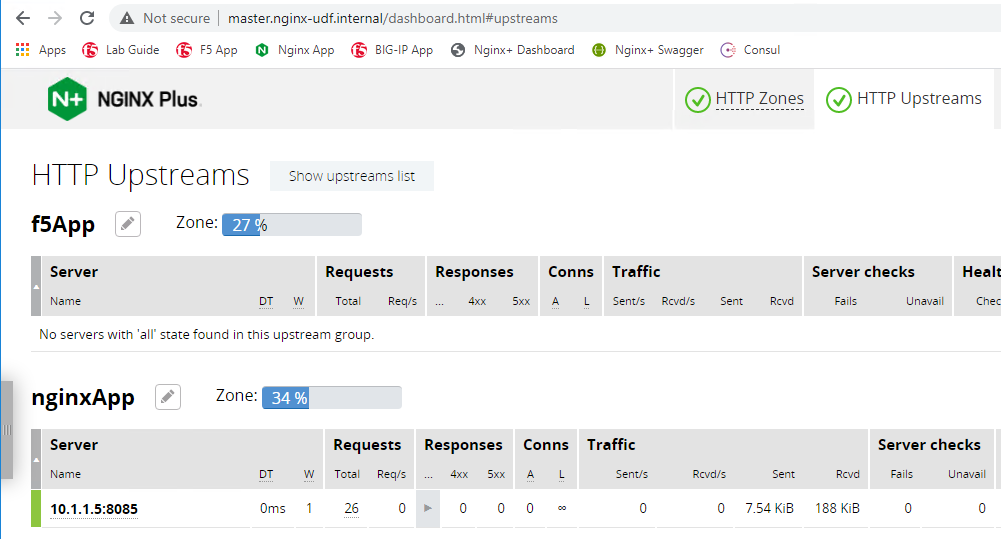 Not secure | master.nginx-udf.internal/dashboard.html#upstreams
Apps Lab Guide F5 App Nginx App BIG-IP App Nginx+ Dashboard Nginx+ Swagger Consul
N+ NGINX Plus HTTP Zones HTTP Upstreams
HTTP Upstreams Show upstreams list
f5App Zone: 27 %
Server Requests Responses Conns Traffic Server checks Healt
Name DT W Total Req/s ... 4xx 5xx A L Sent/s Rcvd/s Sent Rcvd Fails Unavail Chec
No servers with 'all' state found in this upstream group.
nginxApp Zone: 34 %
Server Requests Responses Conns Traffic Server checks
Name DT W Total Req/s ... 4xx 5xx A L Sent/s Rcvd/s Sent Rcvd Fails Unavail
10.1.1.5:8085 0ms 1 26 0 0 0 0 ∞ 0 0 7.54 KiB 188 KiB 0 0